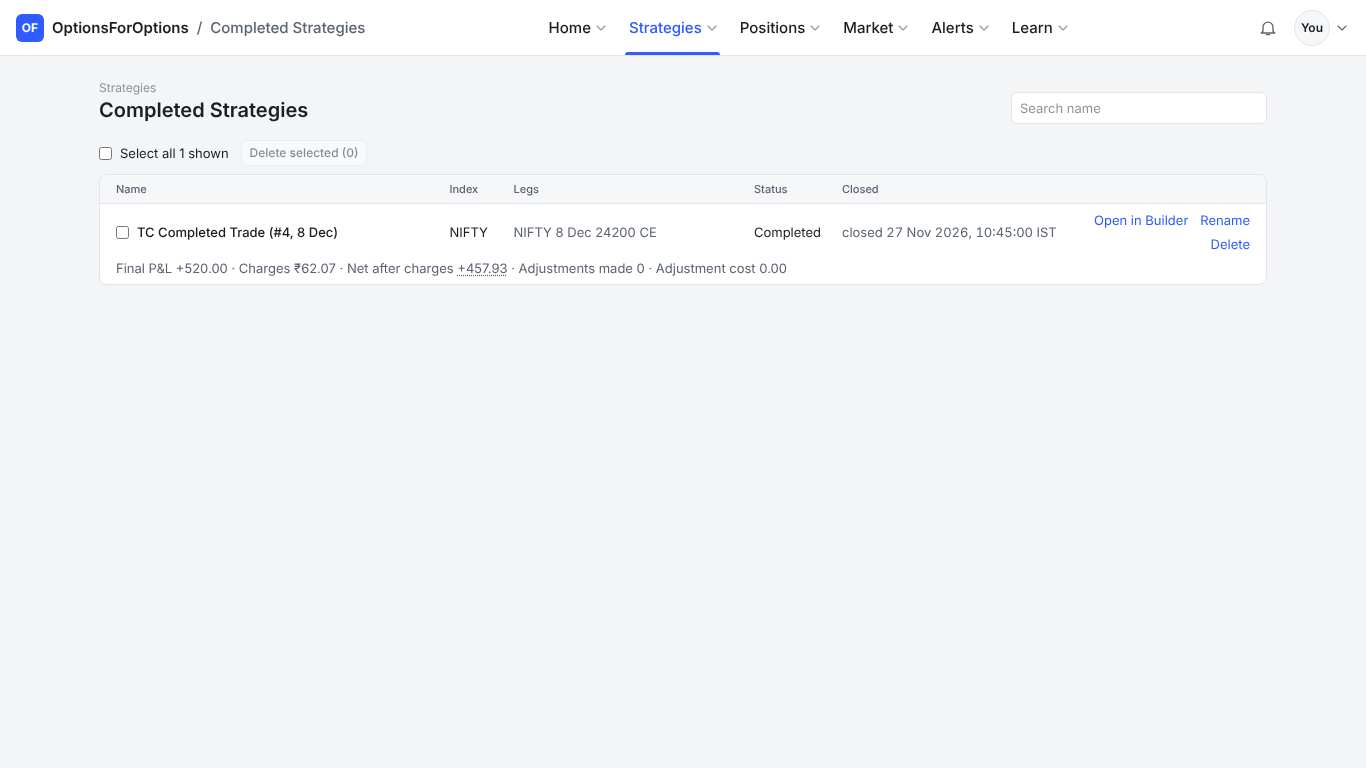 OF OptionsForOptions / Completed Strategies Home Strategies Positions Market Alerts Learn You
Strategies
Completed Strategies
Search name
Select all 1 shown Delete selected (0)
Name Index Legs Status Closed
TC Completed Trade (#4, 8 Dec) NIFTY NIFTY 8 Dec 24200 CE Completed closed 27 Nov 2026, 10:45:00 IST Open in Builder Rename
Delete
Final P&L +520.00 · Charges ₹62.07 · Net after charges +457.93 · Adjustments made 0 · Adjustment cost 0.00